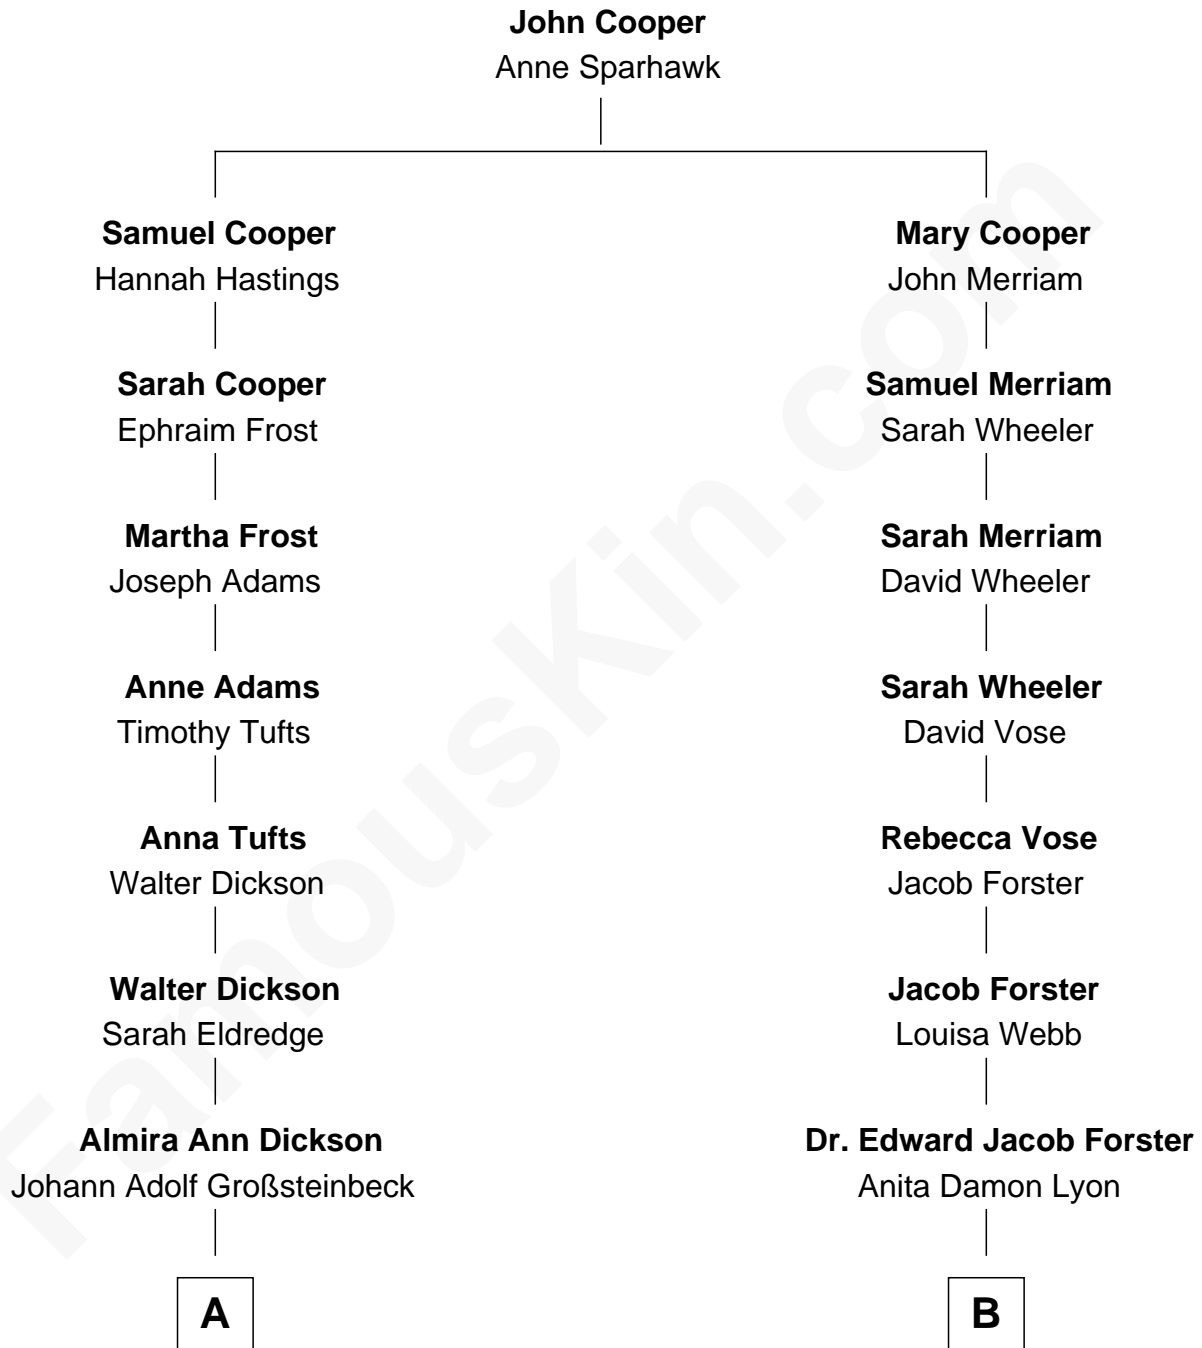 John Cooper
Anne Sparhawk
Samuel Cooper
Hannah Hastings
Mary Cooper
John Merriam
Sarah Cooper
Ephraim Frost
Samuel Merriam
Sarah Wheeler
Martha Frost
Joseph Adams
Sarah Merriam
David Wheeler
Anne Adams
Timothy Tufts
Sarah Wheeler
David Vose
Anna Tufts
Walter Dickson
Rebecca Vose
Jacob Forster
Walter Dickson
Sarah Eldredge
Jacob Forster
Louisa Webb
Almira Ann Dickson
Johann Adolf Großsteinbeck
Dr. Edward Jacob Forster
Anita Damon Lyon
A
B
FamousKin.com